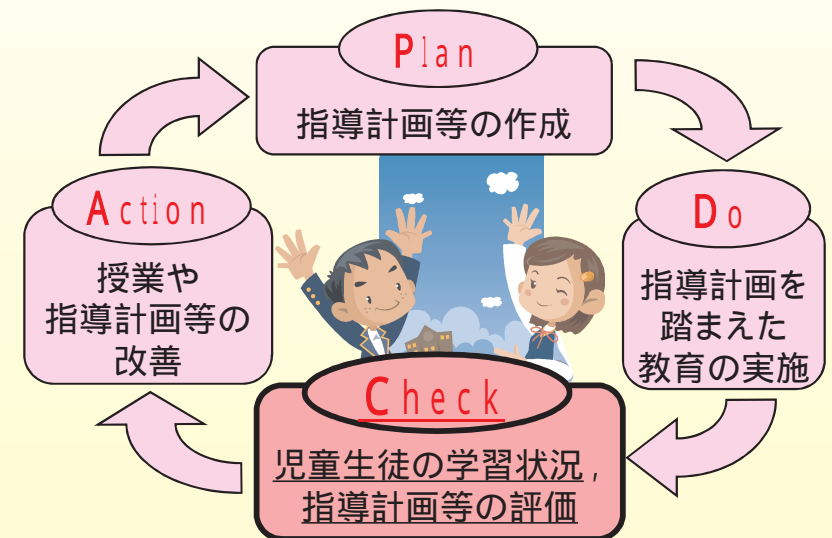 Plan
指導計画等の作成
Do
指導計画を
踏まえた
教育の実施
Check
児童生徒の学習状況,
指導計画等の評価
Action
授業や
指導計画等の
改善